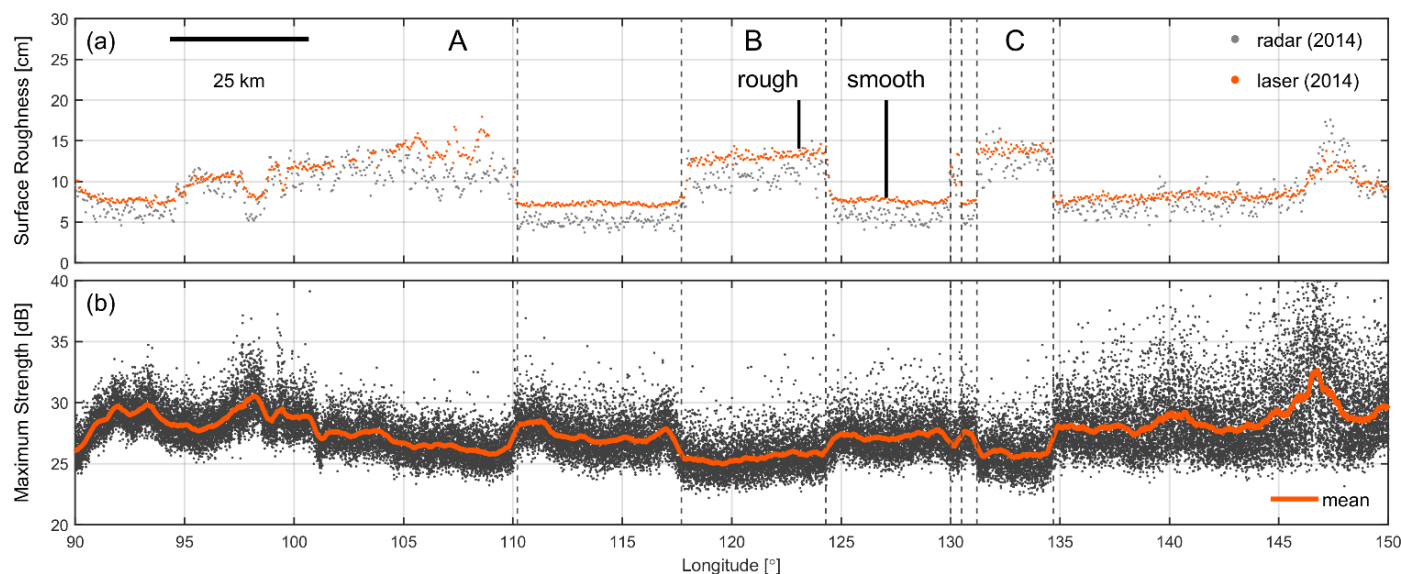 (a)
A
B
C
radar (2014)
25 km
rough
smooth
laser (2014)
Surface Roughness [cm]
30
25
20
15
10
5
0
(b)
Maximum Strength [dB]
40
35
30
25
20
mean
90
95
100
105
110
115
120
125
130
135
140
145
150
Longitude [°]